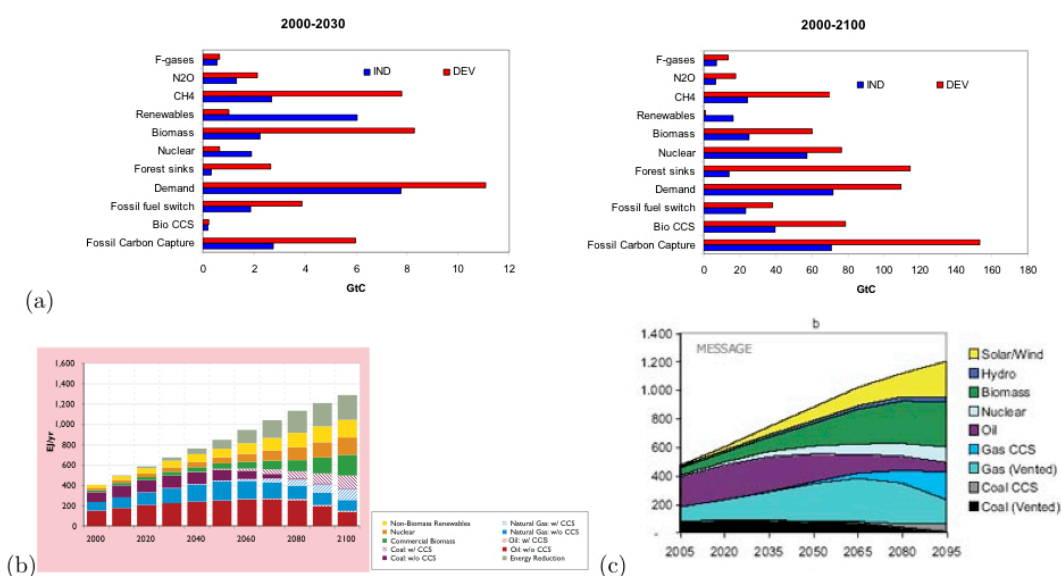 2000-2030
IND DEV
F-gases
N2O
CH4
Renewables
Biomass
Nuclear
Forest sinks
Demand
Fossil fuel switch
Bio CCS
Fossil Carbon Capture
0 2 4 6 8 10 12
GtC
2000-2100
IND DEV
F-gases
N2O
CH4
Renewables
Biomass
Nuclear
Forest sinks
Demand
Fossil fuel switch
Bio CCS
Fossil Carbon Capture
0 20 40 60 80 100 120 140 160 180
GtC
(a)
EJ/yr
1,600
1,400
1,200
1,000
800
600
400
200
0
2000 2020 2040 2060 2080 2100
Non-Biomass Renewables
Nuclear
Commercial Biomass
Coal: w/ CCS
Coal: w/o CCS
Natural Gas: w/ CCS
Natural Gas: w/o CCS
Oil: w/ CCS
Oil: w/o CCS
Energy Reduction
(b)
b
MESSAGE
1.400
1.200
1.000
800
600
400
200
-
2005 2020 2035 2050 2065 2080 2095
Solar/Wind
Hydro
Biomass
Nuclear
Oil
Gas CCS
Gas (Vented)
Coal CCS
Coal (Vented)
(c)